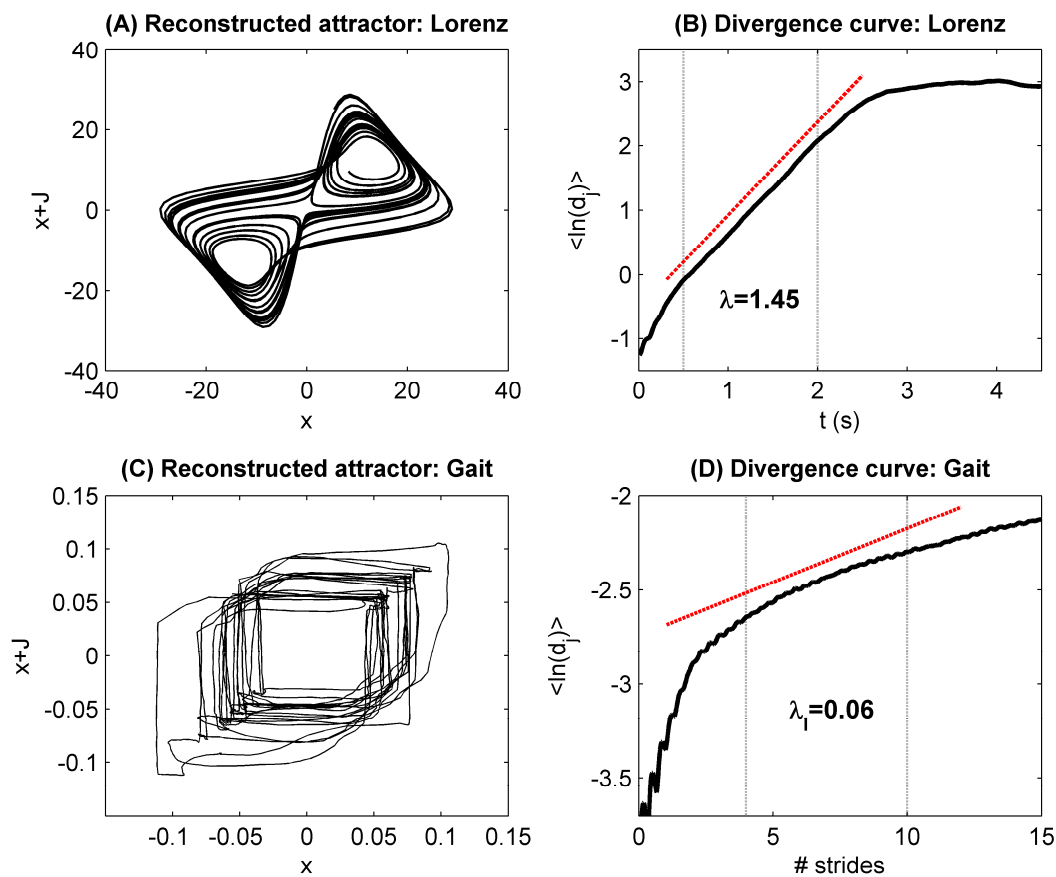 (A) Reconstructed attractor: Lorenz
40
20
0
-20
-40
x+J
-40
-20
0
20
40
x
(B) Divergence curve: Lorenz
3
2
1
0
-1
<ln(dj)>
λ=1.45
0
1
2
3
4
t (s)
(C) Reconstructed attractor: Gait
0.15
0.1
0.05
0
-0.05
-0.1
x+J
-0.1
-0.05
0
0.05
0.1
0.15
x
(D) Divergence curve: Gait
-2
-2.5
-3
-3.5
<ln(dj)>
λl=0.06
0
5
10
15
# strides